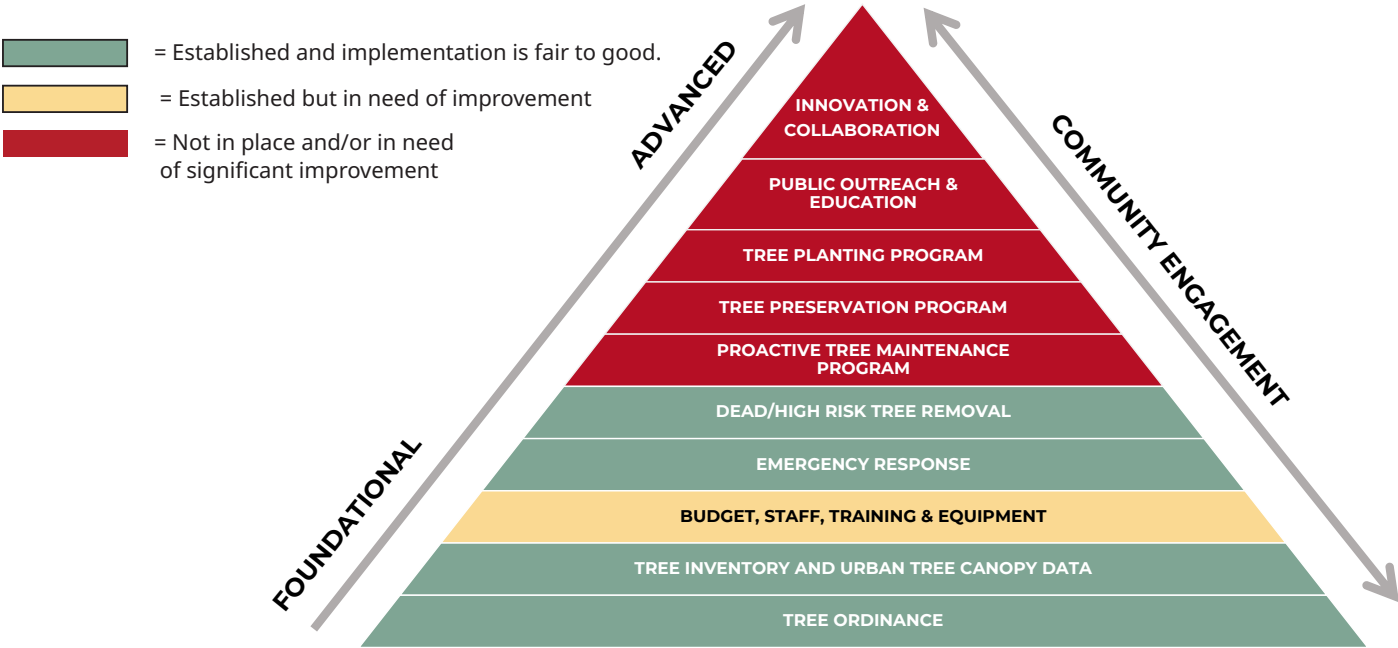 = Established and implementation is fair to good.
= Established but in need of improvement
= Not in place and/or in need
of significant improvement
ADVANCED
FOUNDATIONAL
COMMUNITY ENGAGEMENT
INNOVATION &
COLLABORATION
PUBLIC OUTREACH &
EDUCATION
TREE PLANTING PROGRAM
TREE PRESERVATION PROGRAM
PROACTIVE TREE MAINTENANCE
PROGRAM
DEAD/HIGH RISK TREE REMOVAL
EMERGENCY RESPONSE
BUDGET, STAFF, TRAINING & EQUIPMENT
TREE INVENTORY AND URBAN TREE CANOPY DATA
TREE ORDINANCE